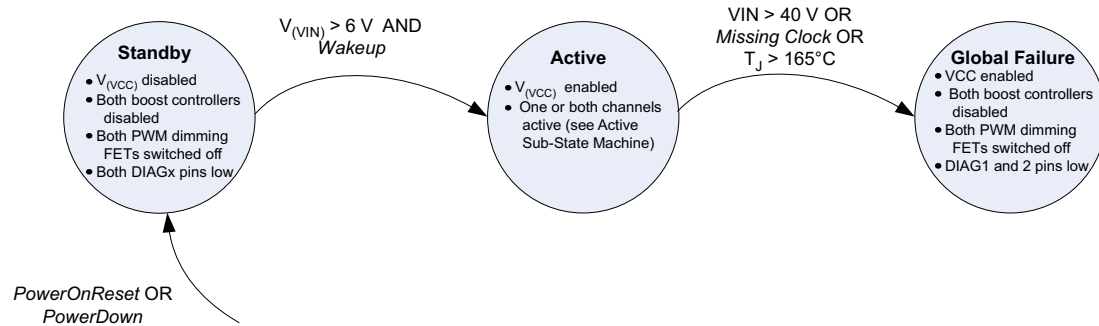 V(VIN) > 6 V AND
Wakeup
VIN > 40 V OR
Missing Clock OR
TJ > 165°C
Standby
• V(VCC) disabled
• Both boost controllers
disabled
• Both PWM dimming
FETs switched off
• Both DIAGx pins low
Active
• V(VCC) enabled
• One or both channels
active (see Active
Sub-State Machine)
Global Failure
• VCC enabled
• Both boost controllers
disabled
• Both PWM dimming
FETs switched off
• DIAG1 and 2 pins low
PowerOnReset OR
PowerDown